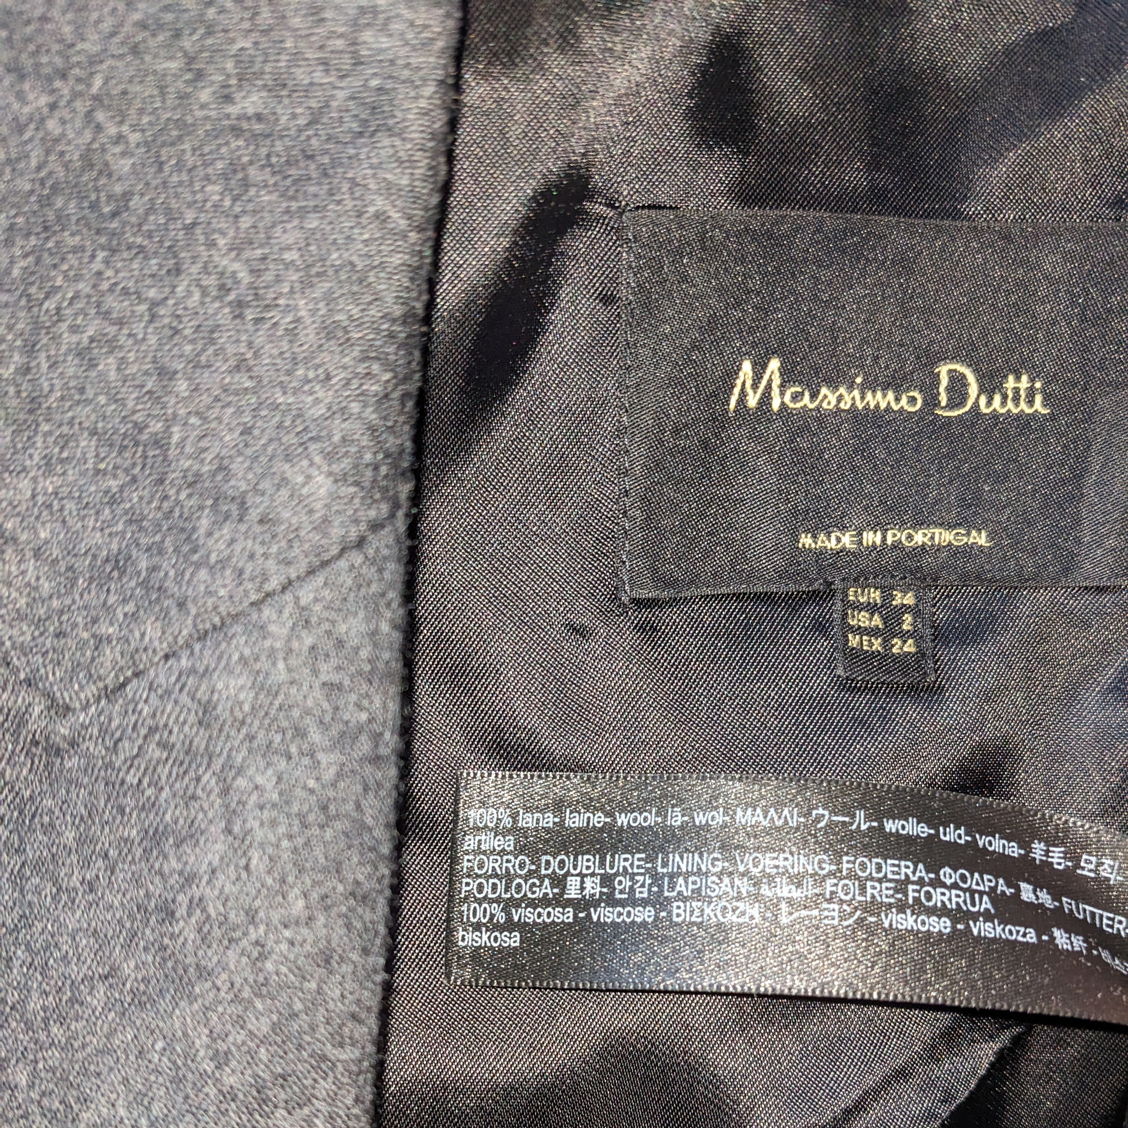 Massimo Dutti
MADE IN PORTUGAL
EUR 34
USA 2
MEX 24
100% lana- laine- wool- lã- wol- ΜΑΛΛΙ- ウール- wolle- uld- volna- 羊毛- 모직
artilea
FORRO- DOUBLURE- LINING- VOERING- FODERA- ΦΟΔΡΑ- 裏地- FUTTER-
PODLOGA- 里料- 안감- LAPISAN- البطانة- FOLRE- FORRUA
100% viscosa - viscose - ΒΙΣΚΟΖΗ - レーヨン - viskose - viskoza - 粘纤 -
biskosa